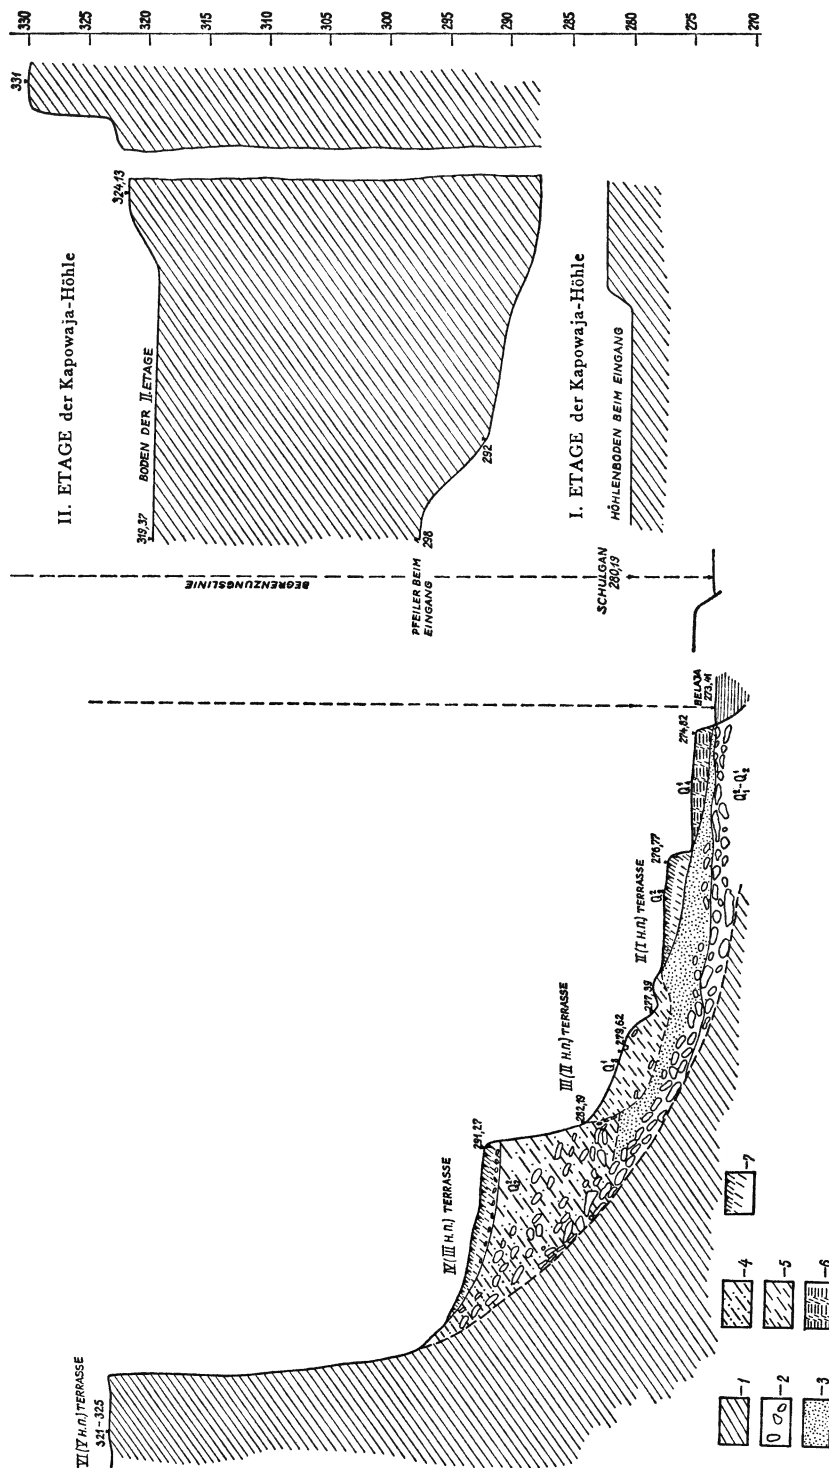 330
325
320
315
310
305
300
295
290
285
280
275
270
331
324,13
II. ETAGE der Kapowaja-Höhle
BODEN DER II ETAGE
319,37
292
298
PFEILER BEIM
EINGANG
I. ETAGE der Kapowaja-Höhle
HÖHLENBODEN BEIM EINGANG
BEGRENZUNGSLINIE
SCHULGAN
280,19
BELAJA
273,41
274,82
276,77
II (I н.п.) TERRASSE
277,39
279,62
III (II н.п.) TERRASSE
282,19
291,27
IV (III н.п.) TERRASSE
VI (V н.п.) TERRASSE
321-325
-1
-2
-3
-4
-5
-6
-7